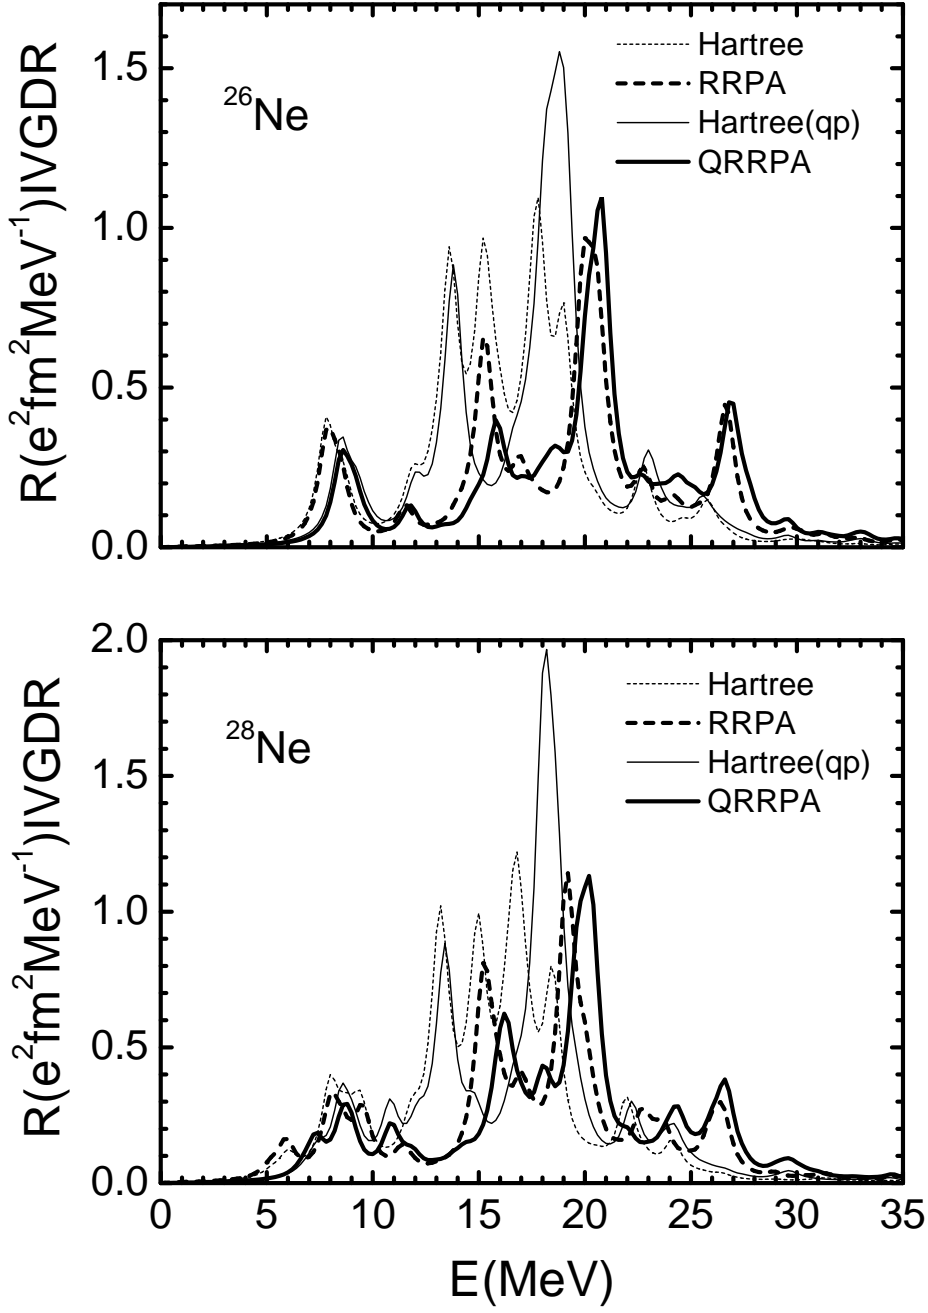 R(e²fm²MeV⁻¹)IVGDR
1.5
1.0
0.5
0.0
²⁶Ne
Hartree
RRPA
Hartree(qp)
QRRPA
R(e²fm²MeV⁻¹)IVGDR
2.0
1.5
1.0
0.5
0.0
²⁸Ne
Hartree
RRPA
Hartree(qp)
QRRPA
0 5 10 15 20 25 30 35
E(MeV)